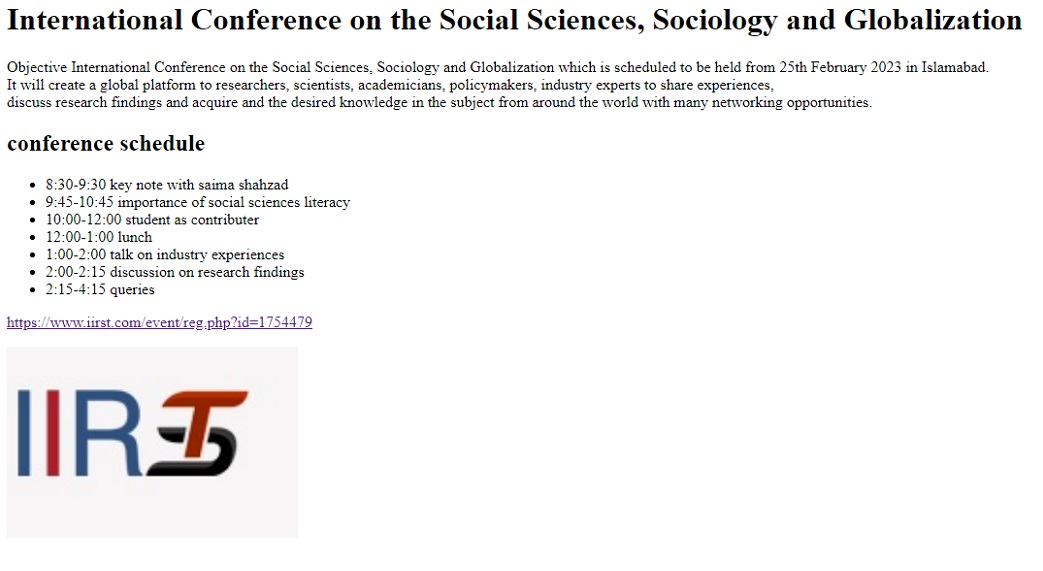 International Conference on the Social Sciences, Sociology and Globalization
Objective International Conference on the Social Sciences, Sociology and Globalization which is scheduled to be held from 25th February 2023 in Islamabad.
It will create a global platform to researchers, scientists, academicians, policymakers, industry experts to share experiences,
discuss research findings and acquire and the desired knowledge in the subject from around the world with many networking opportunities.
conference schedule
• 8:30-9:30 key note with saima shahzad
• 9:45-10:45 importance of social sciences literacy
• 10:00-12:00 student as contributer
• 12:00-1:00 lunch
• 1:00-2:00 talk on industry experiences
• 2:00-2:15 discussion on research findings
• 2:15-4:15 queries
https://www.iirst.com/event/reg.php?id=1754479
IIRST